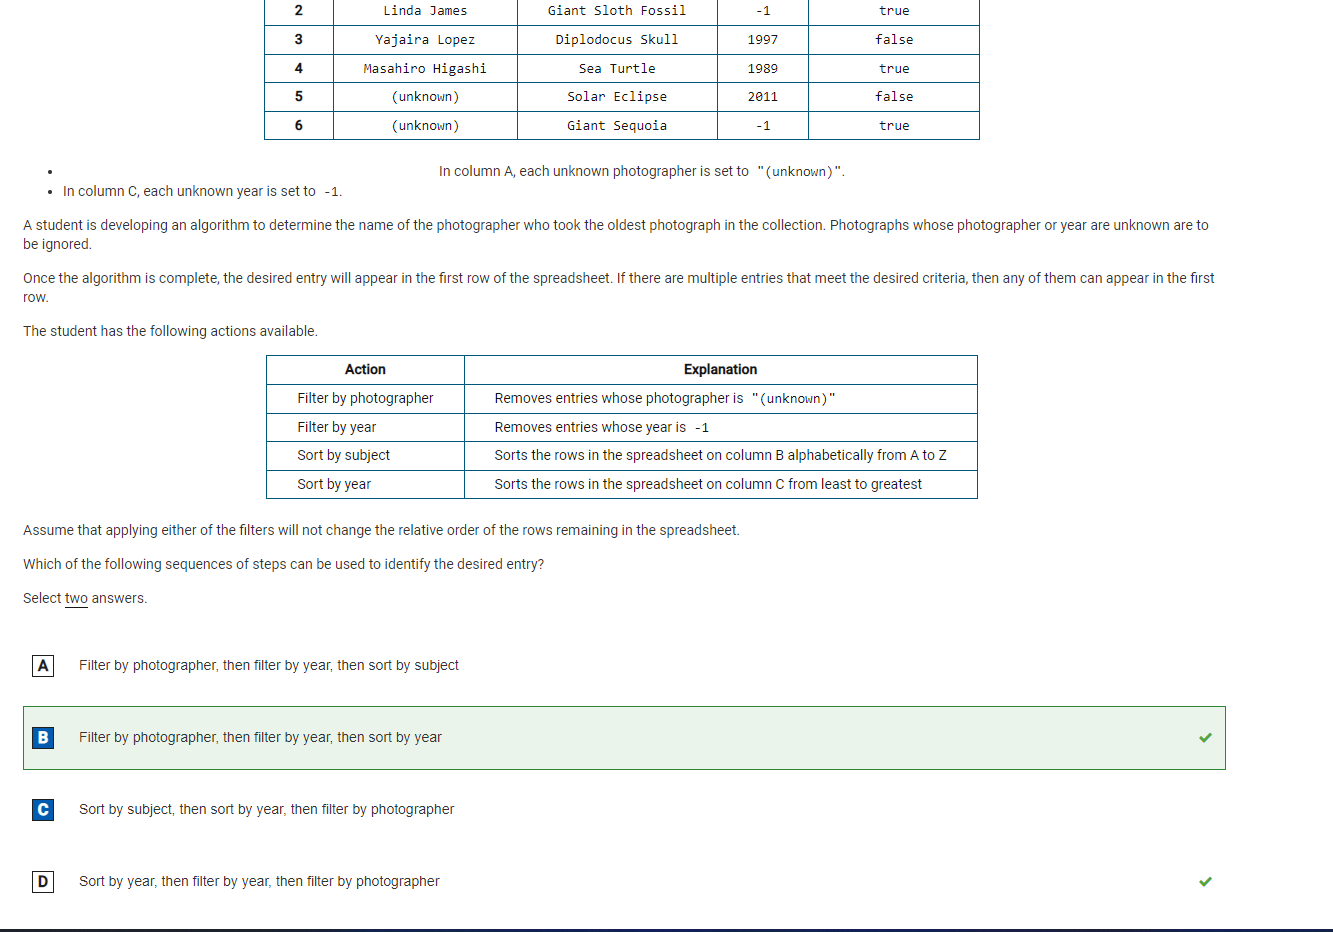 2 Linda James Giant Sloth Fossil -1 true
3 Yajaira Lopez Diplodocus Skull 1997 false
4 Masahiro Higashi Sea Turtle 1989 true
5 (unknown) Solar Eclipse 2011 false
6 (unknown) Giant Sequoia -1 true
• In column A, each unknown photographer is set to "(unknown)".
• In column C, each unknown year is set to -1.
A student is developing an algorithm to determine the name of the photographer who took the oldest photograph in the collection. Photographs whose photographer or year are unknown are to
be ignored.
Once the algorithm is complete, the desired entry will appear in the first row of the spreadsheet. If there are multiple entries that meet the desired criteria, then any of them can appear in the first
row.
The student has the following actions available.
Action Explanation
Filter by photographer Removes entries whose photographer is "(unknown)"
Filter by year Removes entries whose year is -1
Sort by subject Sorts the rows in the spreadsheet on column B alphabetically from A to Z
Sort by year Sorts the rows in the spreadsheet on column C from least to greatest
Assume that applying either of the filters will not change the relative order of the rows remaining in the spreadsheet.
Which of the following sequences of steps can be used to identify the desired entry?
Select two answers.
A Filter by photographer, then filter by year, then sort by subject
B Filter by photographer, then filter by year, then sort by year
C Sort by subject, then sort by year, then filter by photographer
D Sort by year, then filter by year, then filter by photographer